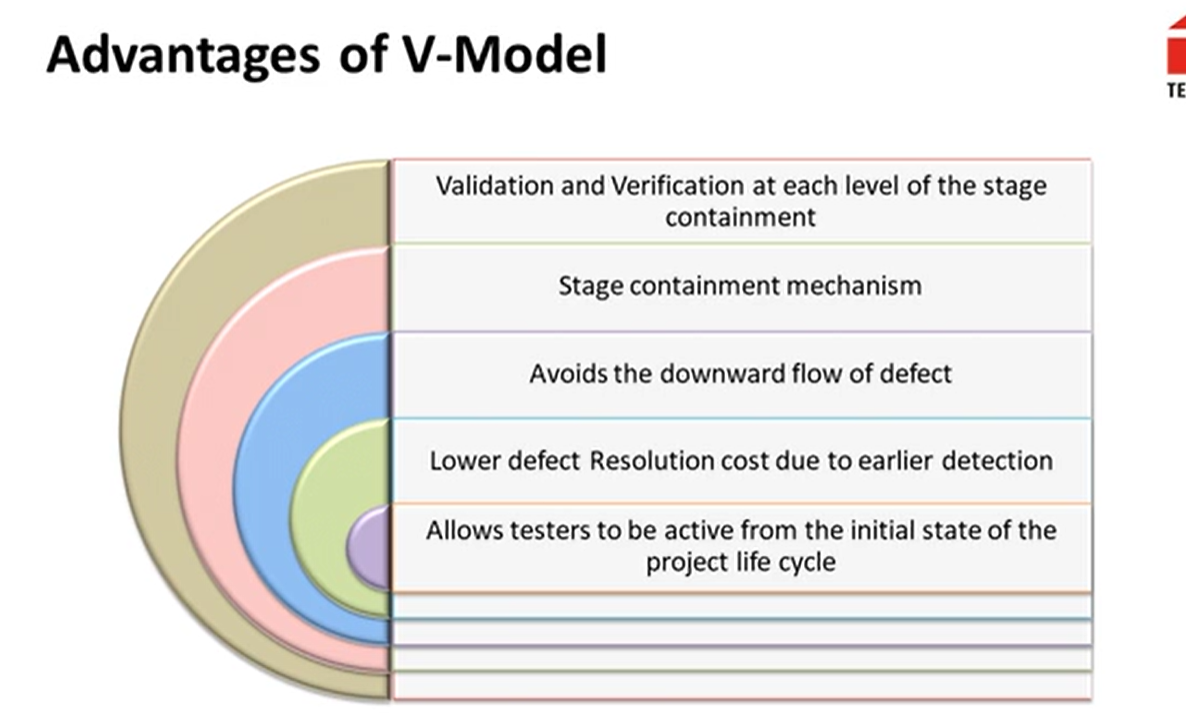 Advantages of V-Model
TE
Validation and Verification at each level of the stage
containment
Stage containment mechanism
Avoids the downward flow of defect
Lower defect Resolution cost due to earlier detection
Allows testers to be active from the initial state of the
project life cycle